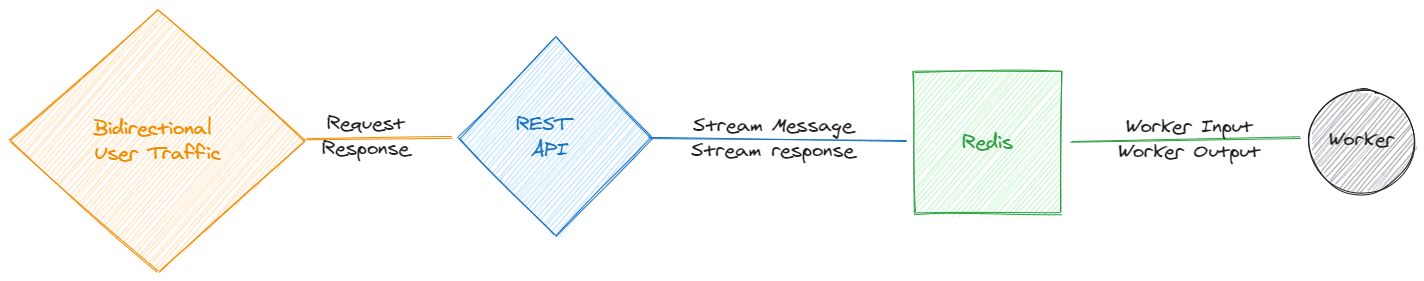 Bidirectional
User Traffic
Request
Response
REST
API
Stream Message
Stream response
Redis
Worker Input
Worker Output
Worker